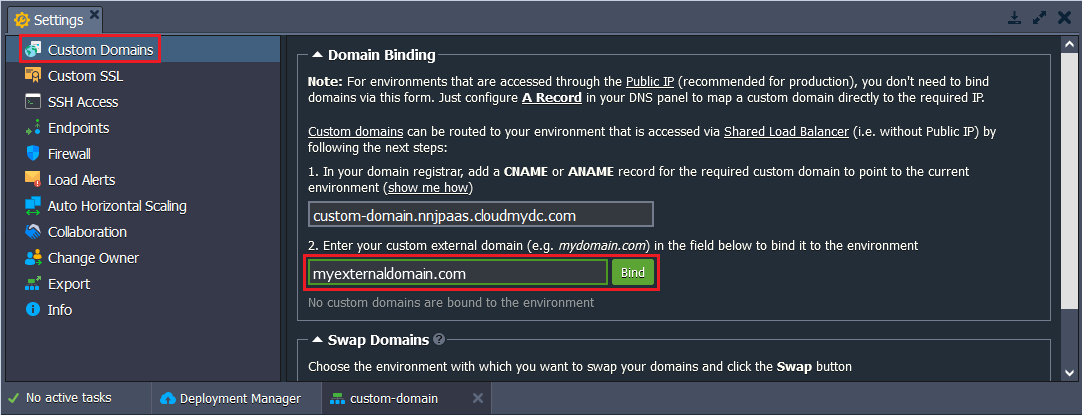 Settings
Custom Domains
Custom SSL
SSH Access
Endpoints
Firewall
Load Alerts
Auto Horizontal Scaling
Collaboration
Change Owner
Export
Info
Domain Binding
Note: For environments that are accessed through the Public IP (recommended for production), you don't need to bind
domains via this form. Just configure A Record in your DNS panel to map a custom domain directly to the required IP.
Custom domains can be routed to your environment that is accessed via Shared Load Balancer (i.e. without Public IP) by
following the next steps:
1. In your domain registrar, add a CNAME or ANAME record for the required custom domain to point to the current
environment (show me how)
custom-domain.nnjpaas.cloudmydc.com
2. Enter your custom external domain (e.g. mydomain.com) in the field below to bind it to the environment
myexternaldomain.com Bind
No custom domains are bound to the environment
Swap Domains ?
Choose the environment with which you want to swap your domains and click the Swap button
No active tasks Deployment Manager custom-domain